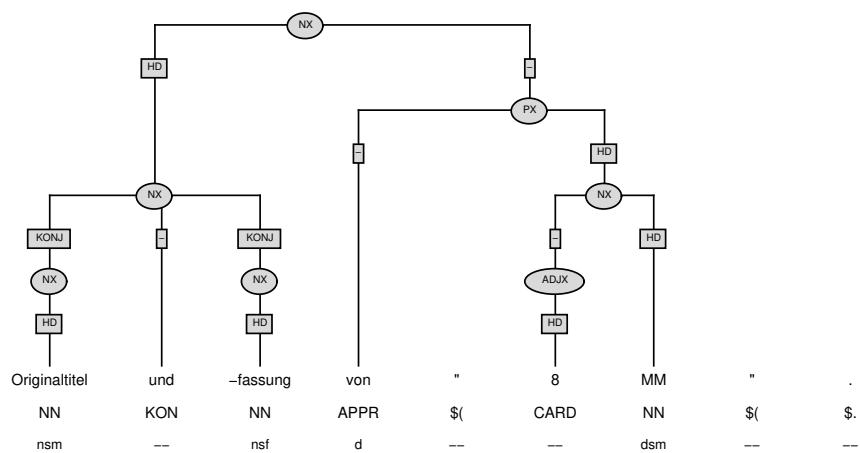 NX
HD –
PX
– HD
NX NX
KONJ – KONJ – HD
NX NX ADJX
HD HD HD
Originaltitel und –fassung von " 8 MM " .
NN KON NN APPR $( CARD NN $( $.
nsm –– nsf d –– –– dsm –– ––